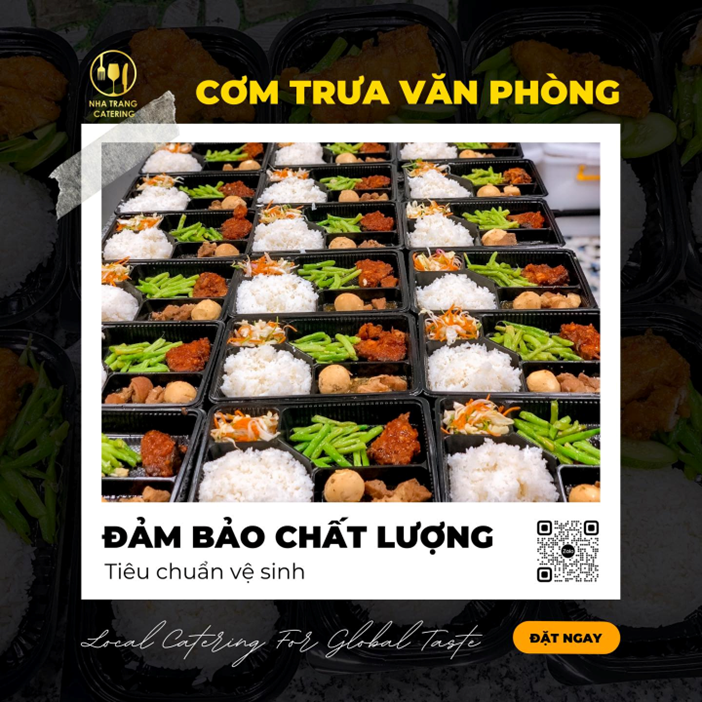 NHA TRANG
CATERING
CƠM TRƯA VĂN PHÒNG
ĐẢM BẢO CHẤT LƯỢNG
Tiêu chuẩn vệ sinh
Zalo
Local Catering For Global Taste
ĐẶT NGAY